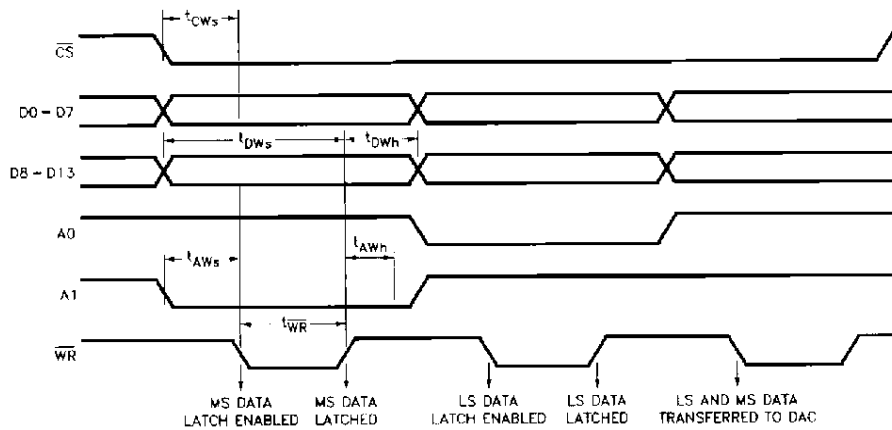 tCWs
CS
D0 – D7
tDWs
tDWh
D8 – D13
A0
tAWs
tAWh
A1
tWR
WR
MS DATA
LATCH ENABLED
MS DATA
LATCHED
LS DATA
LATCH ENABLED
LS DATA
LATCHED
LS AND MS DATA
TRANSFERRED TO DAC